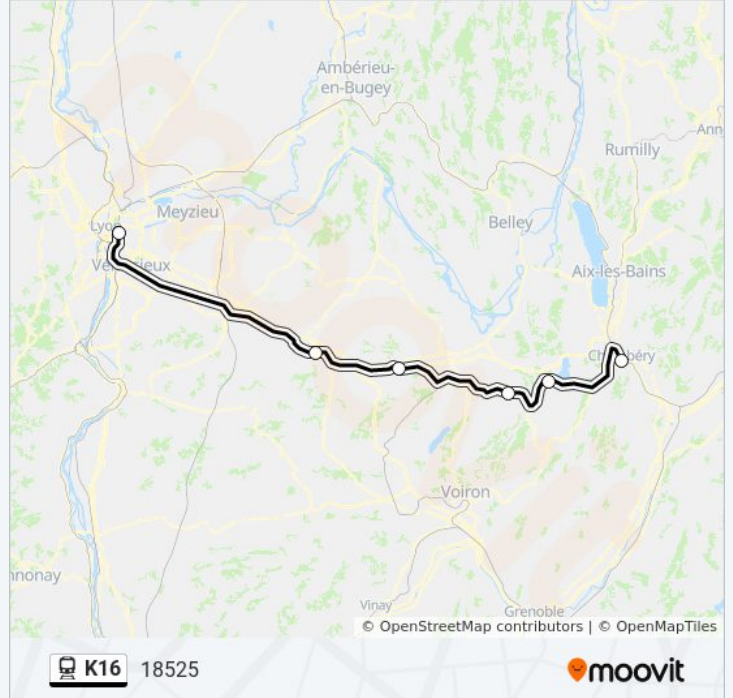 Ambérieu-
en-Bugey
Ann
Rumilly
Meyzieu
Lyon
Belley
Vénissieux
Aix-les-Bains
Chambéry
Voiron
nnonay
Vinay
Grenoble
© OpenStreetMap contributors | © OpenMapTiles
K16 18525
moovit